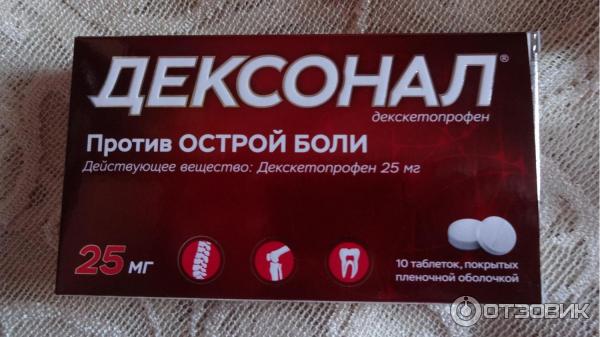 ДЕКСОНАЛ®
декскетопрофен
Против ОСТРОЙ БОЛИ
Действующее вещество: Декскетопрофен 25 мг
25 мг
10 таблеток, покрытых
пленочной оболочкой
ОТЗОВИК